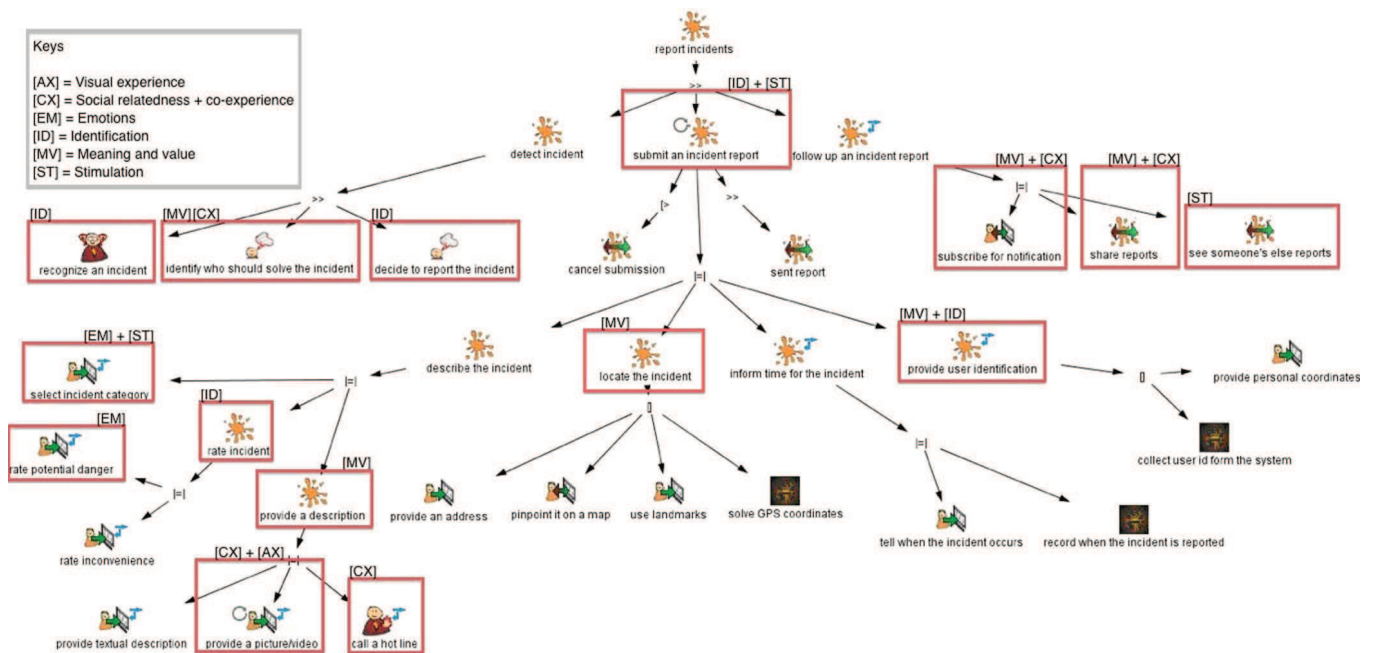 Keys
[AX] = Visual experience
[CX] = Social relatedness + co-experience
[EM] = Emotions
[ID] = Identification
[MV] = Meaning and value
[ST] = Stimulation
report incidents
>>
[ID] + [ST]
detect incident
submit an incident report
follow up an incident report
[MV] + [CX]
[MV] + [CX]
|=|
[ST]
>>
[>
>>
[ID]
[MV][CX]
[ID]
recognize an incident
identify who should solve the incident
decide to report the incident
cancel submission
sent report
subscribe for notification
share reports
see someone's else reports
|=|
[EM] + [ST]
[MV]
[MV] + [ID]
describe the incident
locate the incident
inform time for the incident
provide user identification
[]
provide personal coordinates
select incident category
|=|
[ID]
[]
[EM]
rate incident
|=|
collect user id form the system
rate potential danger
[MV]
|=|
provide a description
provide an address
pinpoint it on a map
use landmarks
solve GPS coordinates
rate inconvenience
tell when the incident occurs
record when the incident is reported
[CX] + [AX]
|=|
[CX]
provide textual description
provide a picture/video
call a hot line